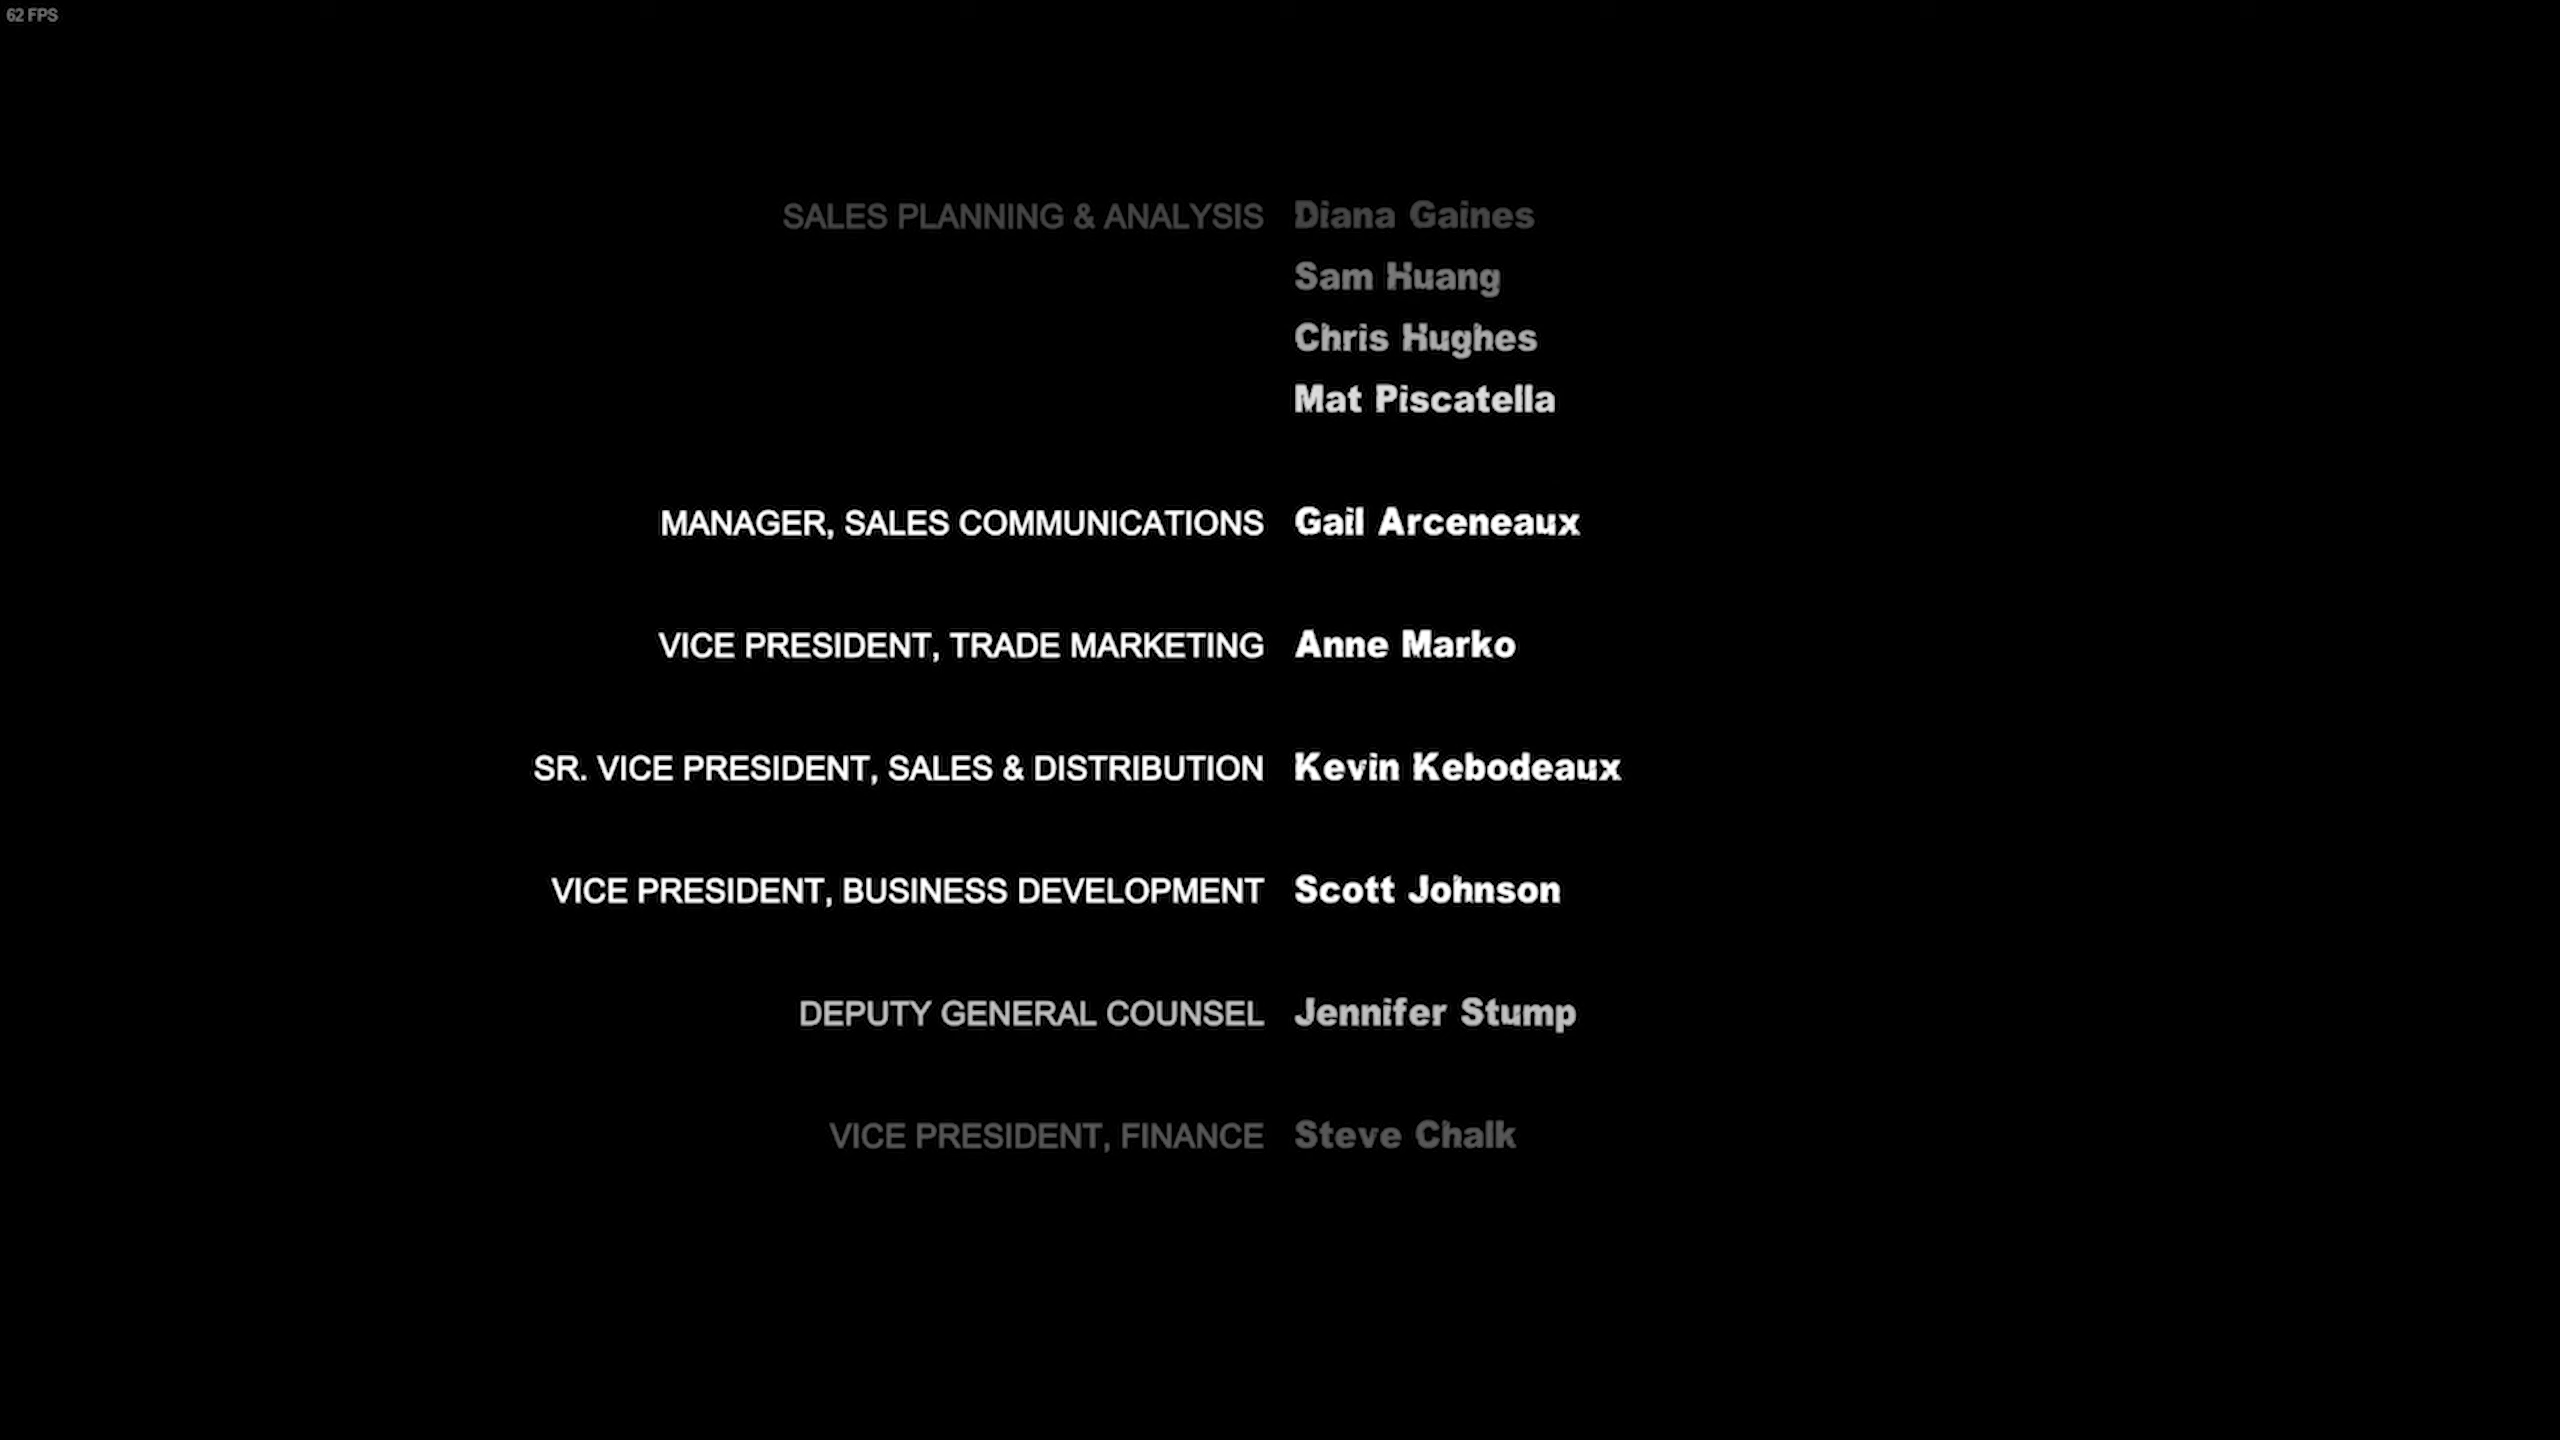 62 FPS
SALES PLANNING & ANALYSIS Diana Gaines
Sam Huang
Chris Hughes
Mat Piscatella
MANAGER, SALES COMMUNICATIONS Gail Arceneaux
VICE PRESIDENT, TRADE MARKETING Anne Marko
SR. VICE PRESIDENT, SALES & DISTRIBUTION Kevin Kebodeaux
VICE PRESIDENT, BUSINESS DEVELOPMENT Scott Johnson
DEPUTY GENERAL COUNSEL Jennifer Stump
VICE PRESIDENT, FINANCE Steve Chalk